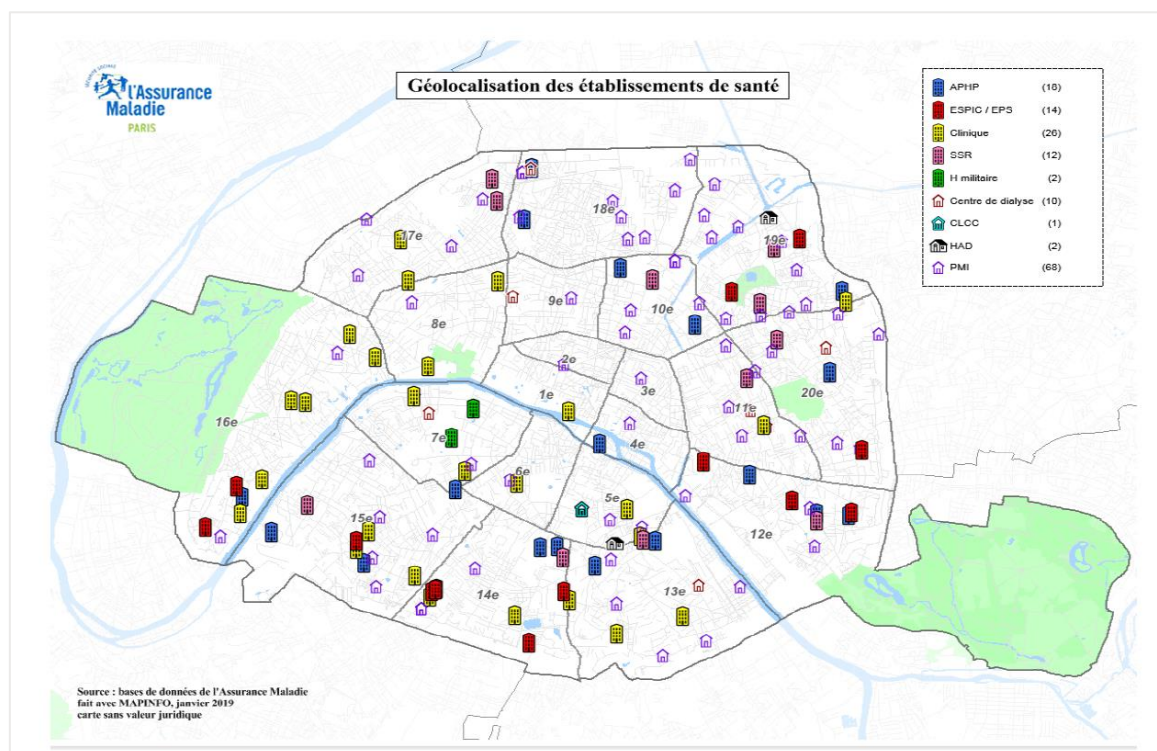 SÉCURITÉ SOCIALE
l'Assurance
Maladie
PARIS
Géolocalisation des établissements de santé
APHP (18)
ESPIC / EPS (14)
Clinique (26)
SSR (12)
H militaire (2)
Centre de dialyse (10)
CLCC (1)
HAD (2)
PMI (68)
18e
17e
19e
9e
10e
8e
2e
3e
1e
20e
11e
16e
7e
4e
6e
5e
15e
12e
13e
14e
Source : bases de données de l'Assurance Maladie
fait avec MAPINFO, janvier 2019
carte sans valeur juridique